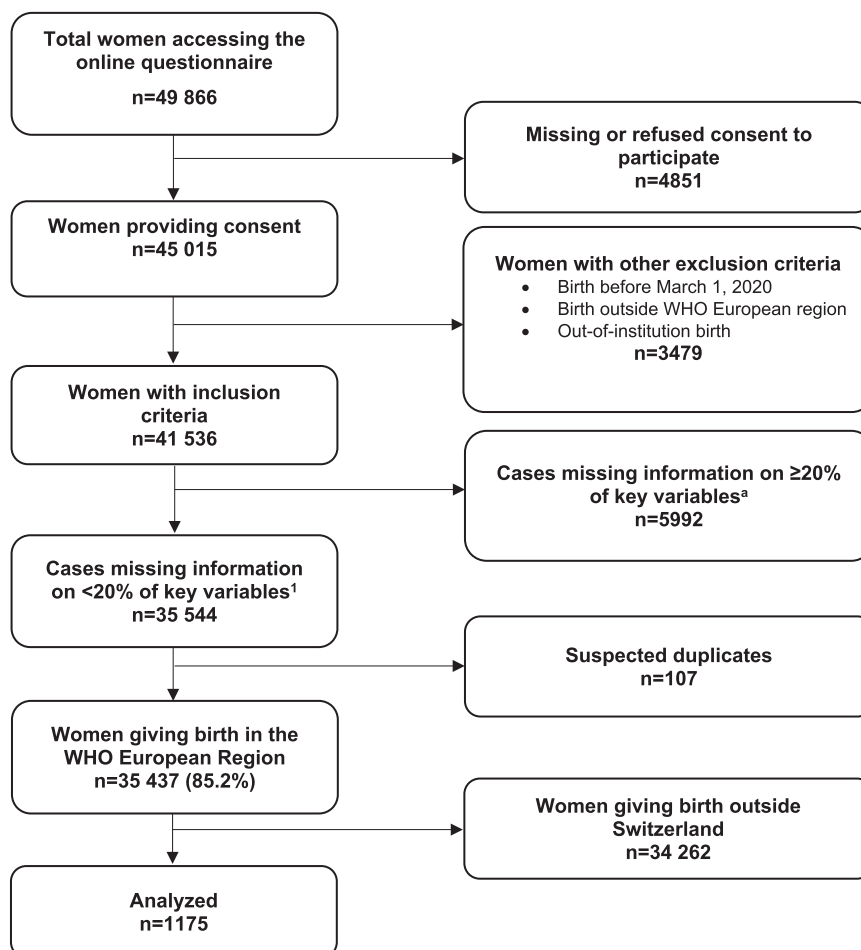 Total women accessing the
online questionnaire
n=49 866
Missing or refused consent to
participate
n=4851
Women providing consent
n=45 015
Women with other exclusion criteria
• Birth before March 1, 2020
• Birth outside WHO European region
• Out-of-institution birth
n=3479
Women with inclusion
criteria
n=41 536
Cases missing information on ≥20%
of key variablesᵃ
n=5992
Cases missing information
on <20% of key variables¹
n=35 544
Suspected duplicates
n=107
Women giving birth in the
WHO European Region
n=35 437 (85.2%)
Women giving birth outside
Switzerland
n=34 262
Analyzed
n=1175